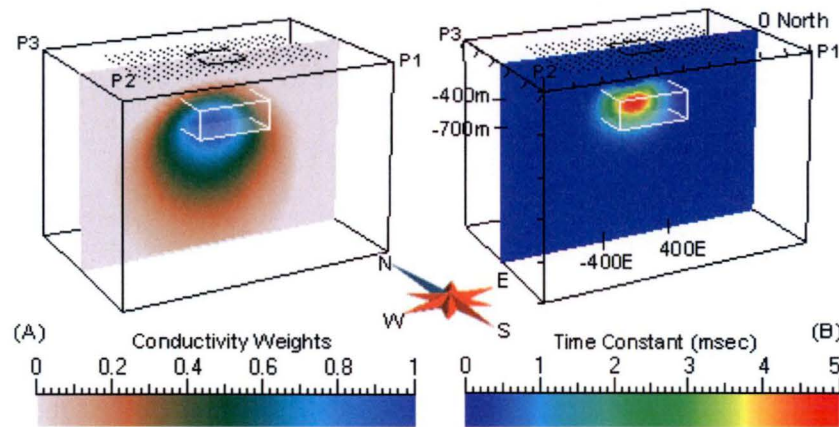 P3
P2
P1
P3
0 North
P2
P1
-400m
-700m
-400E
400E
N
E
W
S
(A)
Conductivity Weights
0 0.2 0.4 0.6 0.8 1
Time Constant (msec)
(B)
0 1 2 3 4 5